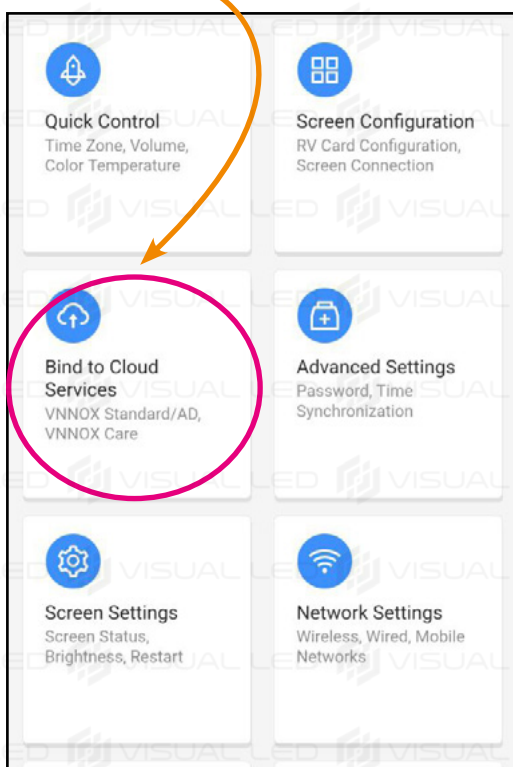 Quick Control
Time Zone, Volume,
Color Temperature
Screen Configuration
RV Card Configuration,
Screen Connection
Bind to Cloud
Services
VNNOX Standard/AD,
VNNOX Care
Advanced Settings
Password, Time
Synchronization
Screen Settings
Screen Status,
Brightness, Restart
Network Settings
Wireless, Wired, Mobile
Networks
LED VISUAL